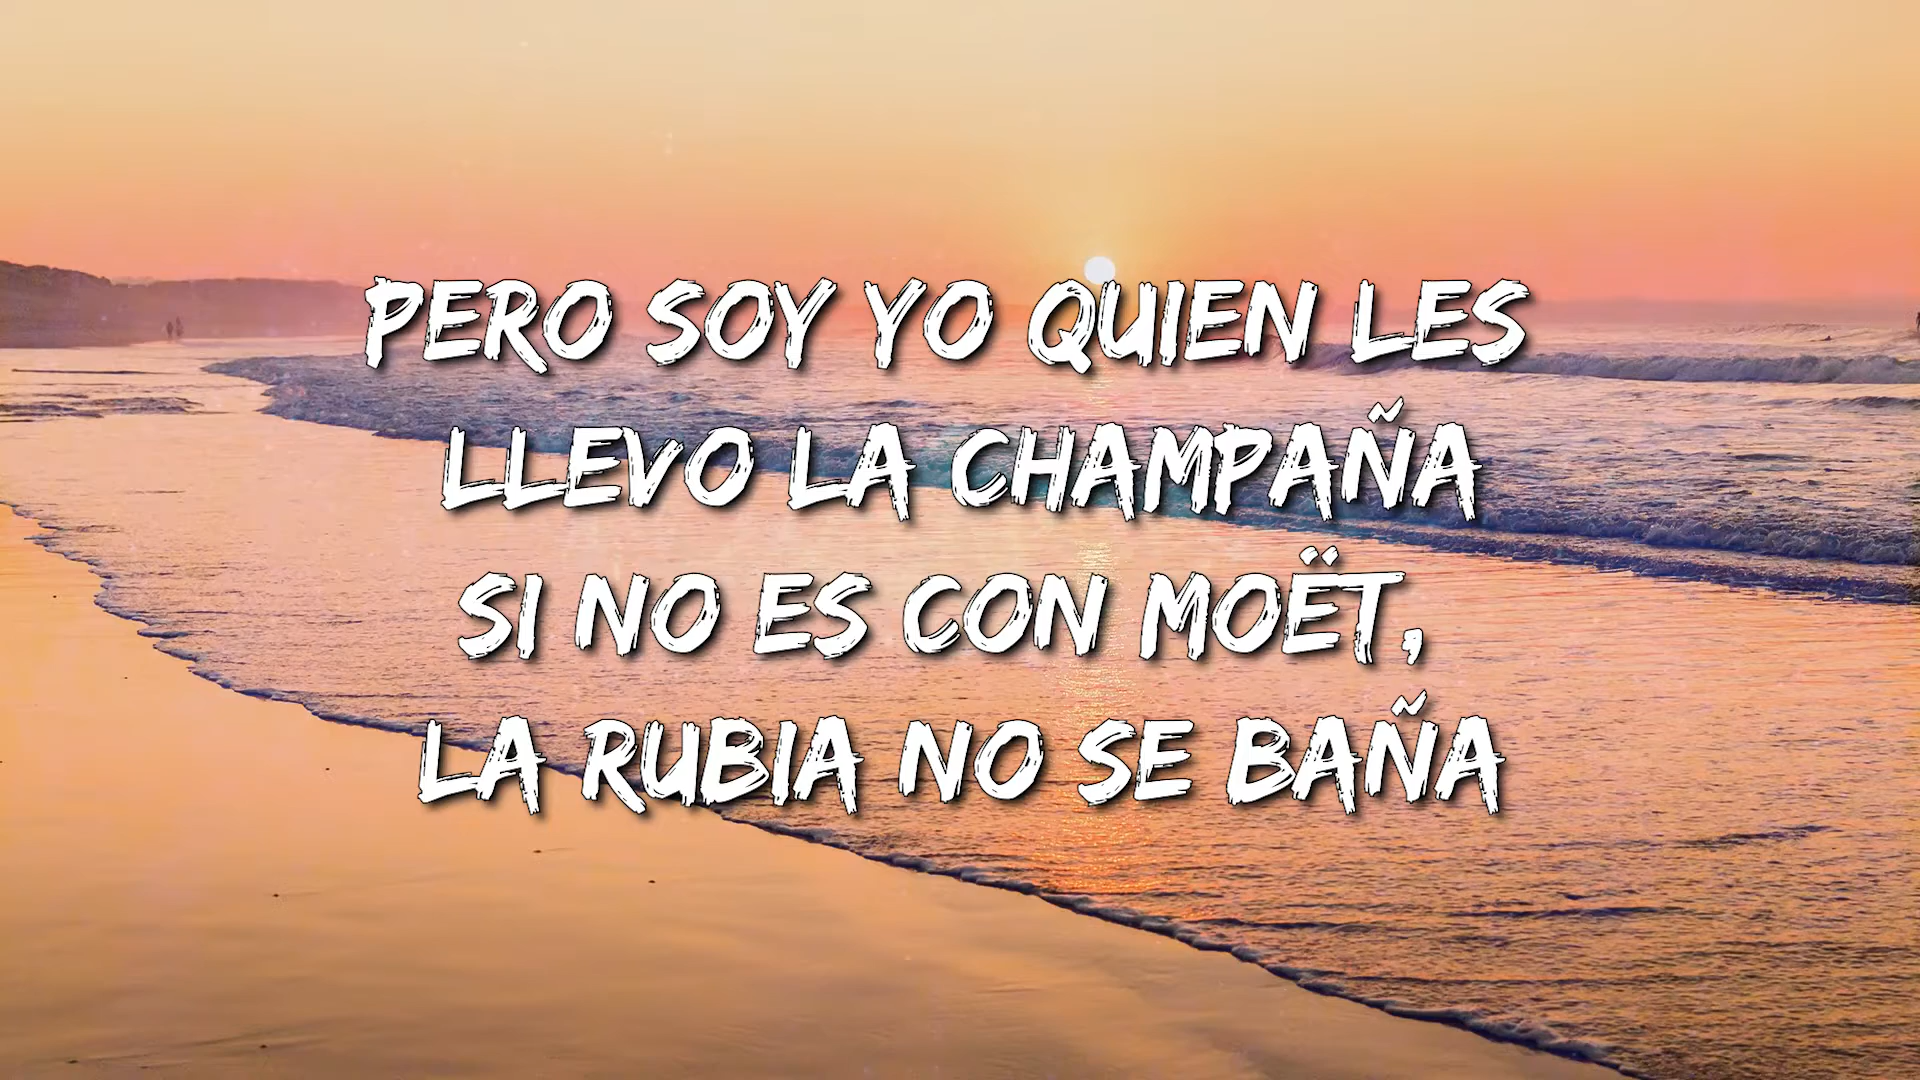 PERO SOY YO QUIEN LES
LLEVO LA CHAMPAÑA
SI NO ES CON MOËT,
LA RUBIA NO SE BAÑA